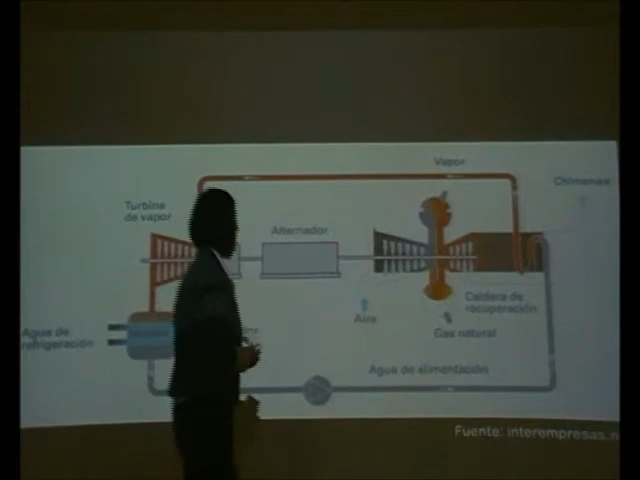 Vapor
Chimenea
Turbina
de vapor
Alternador
Caldera de
recuperación
Aire
Gas natural
Agua de
refrigeración
Agua de alimentación
Fuente: interempresas.n